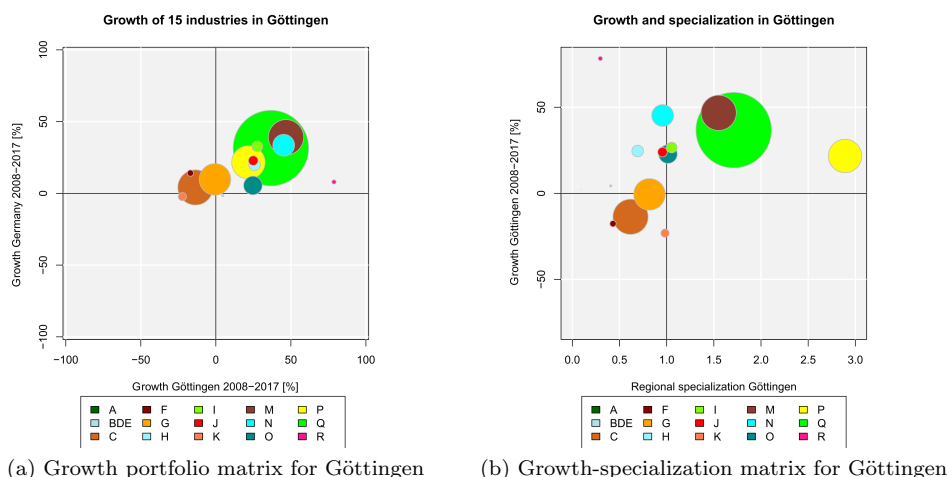 Growth of 15 industries in Göttingen
Growth Germany 2008−2017 [%]
100
50
0
−50
−100
−100 −50 0 50 100
Growth Göttingen 2008−2017 [%]
A F I M P
BDE G J N Q
C H K O R
(a) Growth portfolio matrix for Göttingen
Growth and specialization in Göttingen
Growth Göttingen 2008−2017 [%]
50
0
−50
0.0 0.5 1.0 1.5 2.0 2.5 3.0
Regional specialization Göttingen
A F I M P
BDE G J N Q
C H K O R
(b) Growth-specialization matrix for Göttingen